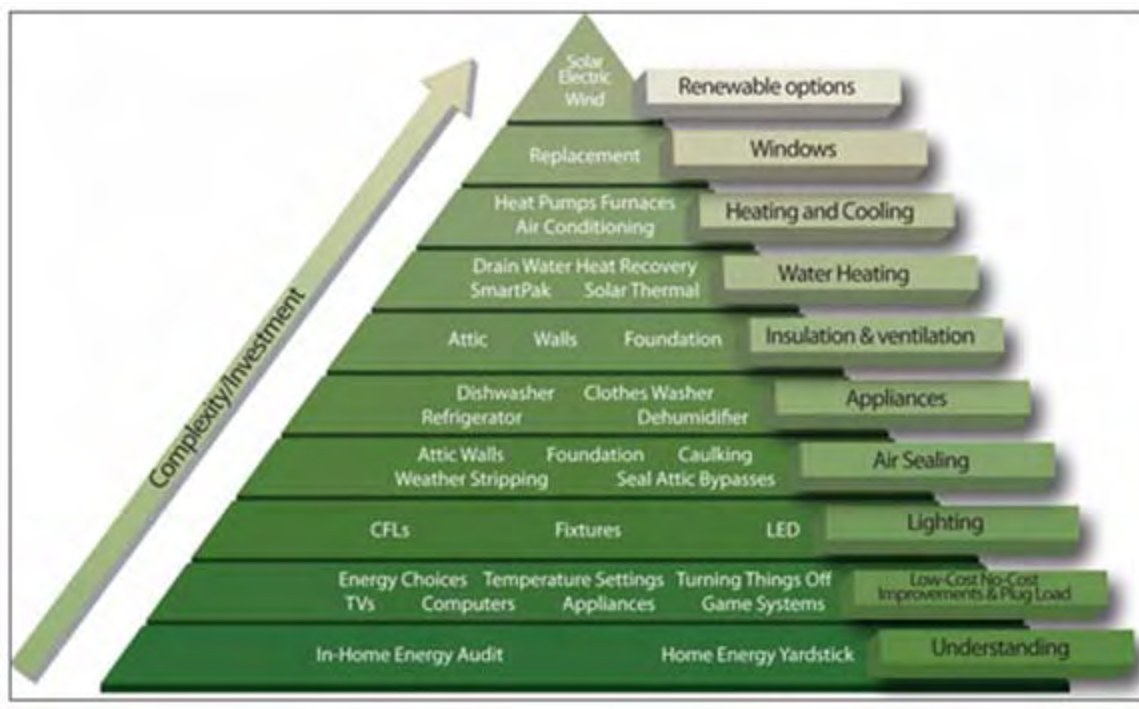 Solar
Electric
Wind
Renewable options
Replacement
Windows
Heat Pumps Furnaces
Air Conditioning
Heating and Cooling
Drain Water Heat Recovery
SmartPak Solar Thermal
Water Heating
Attic Walls Foundation
Insulation & ventilation
Dishwasher Clothes Washer
Refrigerator Dehumidifier
Appliances
Attic Walls Foundation Caulking
Weather Stripping Seal Attic Bypasses
Air Sealing
CFLs Fixtures LED
Lighting
Energy Choices Temperature Settings Turning Things Off
TVs Computers Appliances Game Systems
Low-Cost No-Cost
Improvements & Plug Load
In-Home Energy Audit Home Energy Yardstick
Understanding
Complexity/Investment